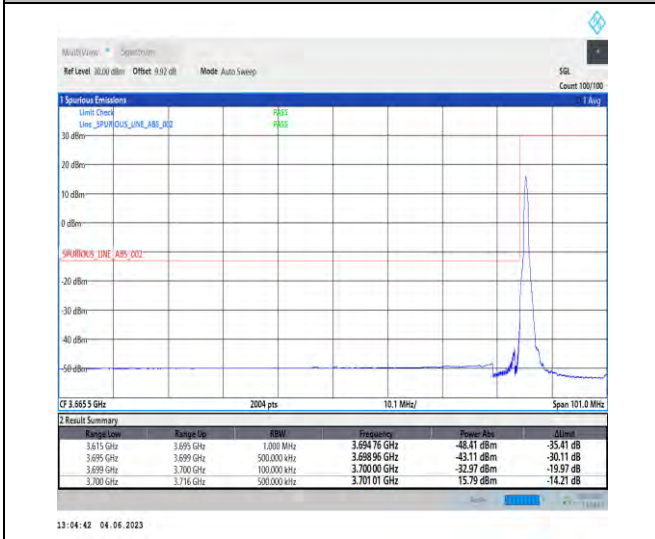 MultiView Spectrum
Ref Level 30.00 dBm Offset 9.92 dB Mode Auto Sweep SGL
Count 100/100
1 Spurious Emissions 1 Avg
Limit Check PASS
Line _SPURIOUS_LINE_ABS_002 PASS
30 dBm
20 dBm
10 dBm
0 dBm
SPURIOUS_LINE_ABS_002
-20 dBm
-30 dBm
-40 dBm
-50 dBm
CF 3.665 5 GHz 2004 pts 10.1 MHz/ Span 101.0 MHz
2 Result Summary
Range Low Range Up RBW Frequency Power Abs ΔLimit
3.615 GHz 3.695 GHz 1.000 MHz 3.694 76 GHz -48.41 dBm -35.41 dB
3.695 GHz 3.699 GHz 500.000 kHz 3.698 96 GHz -43.11 dBm -30.11 dB
3.699 GHz 3.700 GHz 100.000 kHz 3.700 00 GHz -32.97 dBm -19.97 dB
3.700 GHz 3.716 GHz 500.000 kHz 3.701 01 GHz 15.79 dBm -14.21 dB
13:04:42 04.06.2023